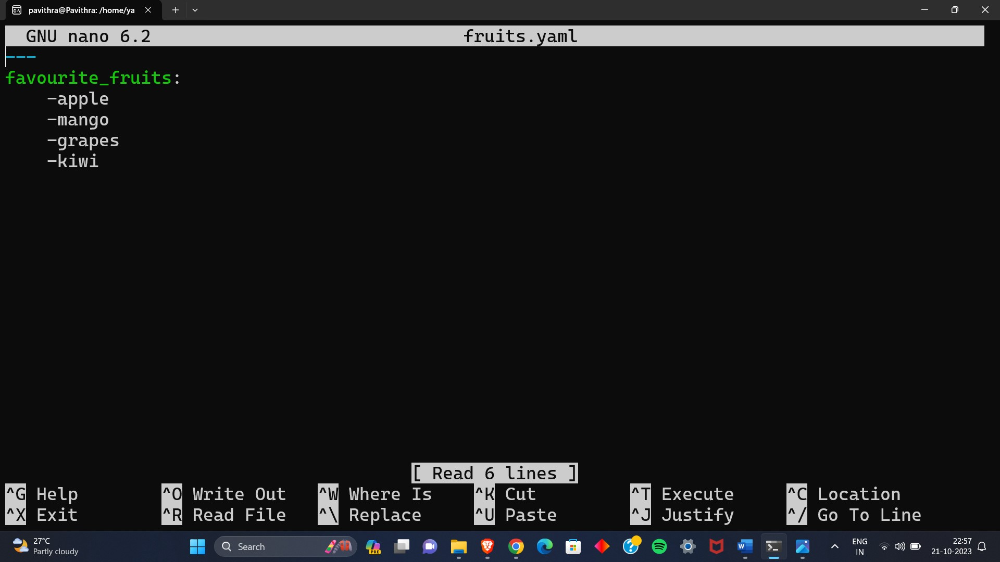 pavithra@Pavithra: /home/ya
GNU nano 6.2 fruits.yaml
---
favourite_fruits:
    -apple
    -mango
    -grapes
    -kiwi
[ Read 6 lines ]
^G Help ^O Write Out ^W Where Is ^K Cut ^T Execute ^C Location
^X Exit ^R Read File ^\ Replace ^U Paste ^J Justify ^/ Go To Line
27°C
Partly cloudy
Search
PRE
W
ENG
IN
22:57
21-10-2023